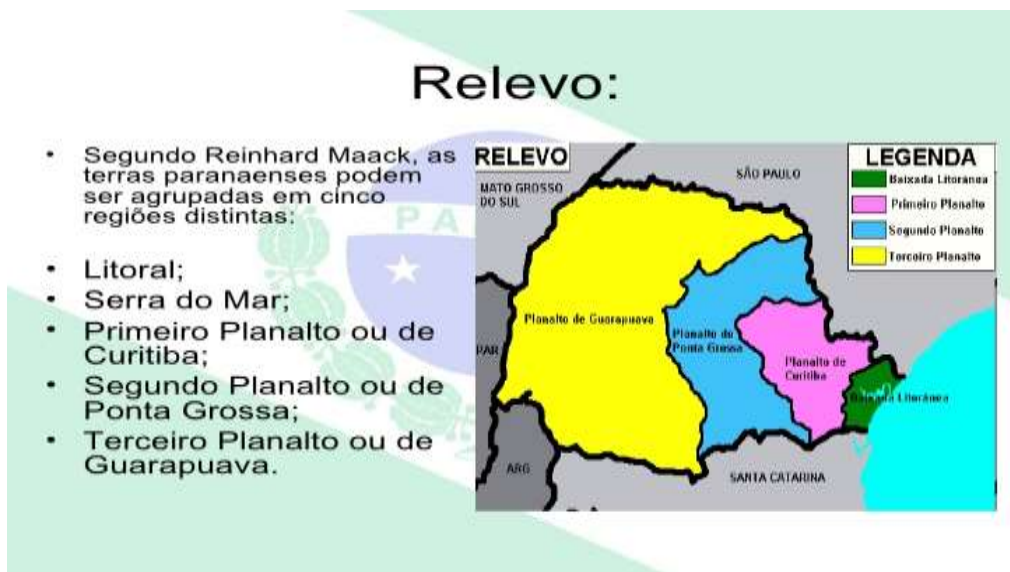 Relevo:
• Segundo Reinhard Maack, as
terras paranaenses podem
ser agrupadas em cinco
regiões distintas:
• Litoral;
• Serra do Mar;
• Primeiro Planalto ou de
Curitiba;
• Segundo Planalto ou de
Ponta Grossa;
• Terceiro Planalto ou de
Guarapuava.
RELEVO
MATO GROSSO
DO SUL
SÃO PAULO
LEGENDA
Baixada Litorânea
Primeiro Planalto
Segundo Planalto
Terceiro Planalto
Planalto de Guarapuava
Planalto de
Ponta Grossa
Planalto de
Curitiba
Baixada Litorânea
PAR
ARG
SANTA CATARINA
P A